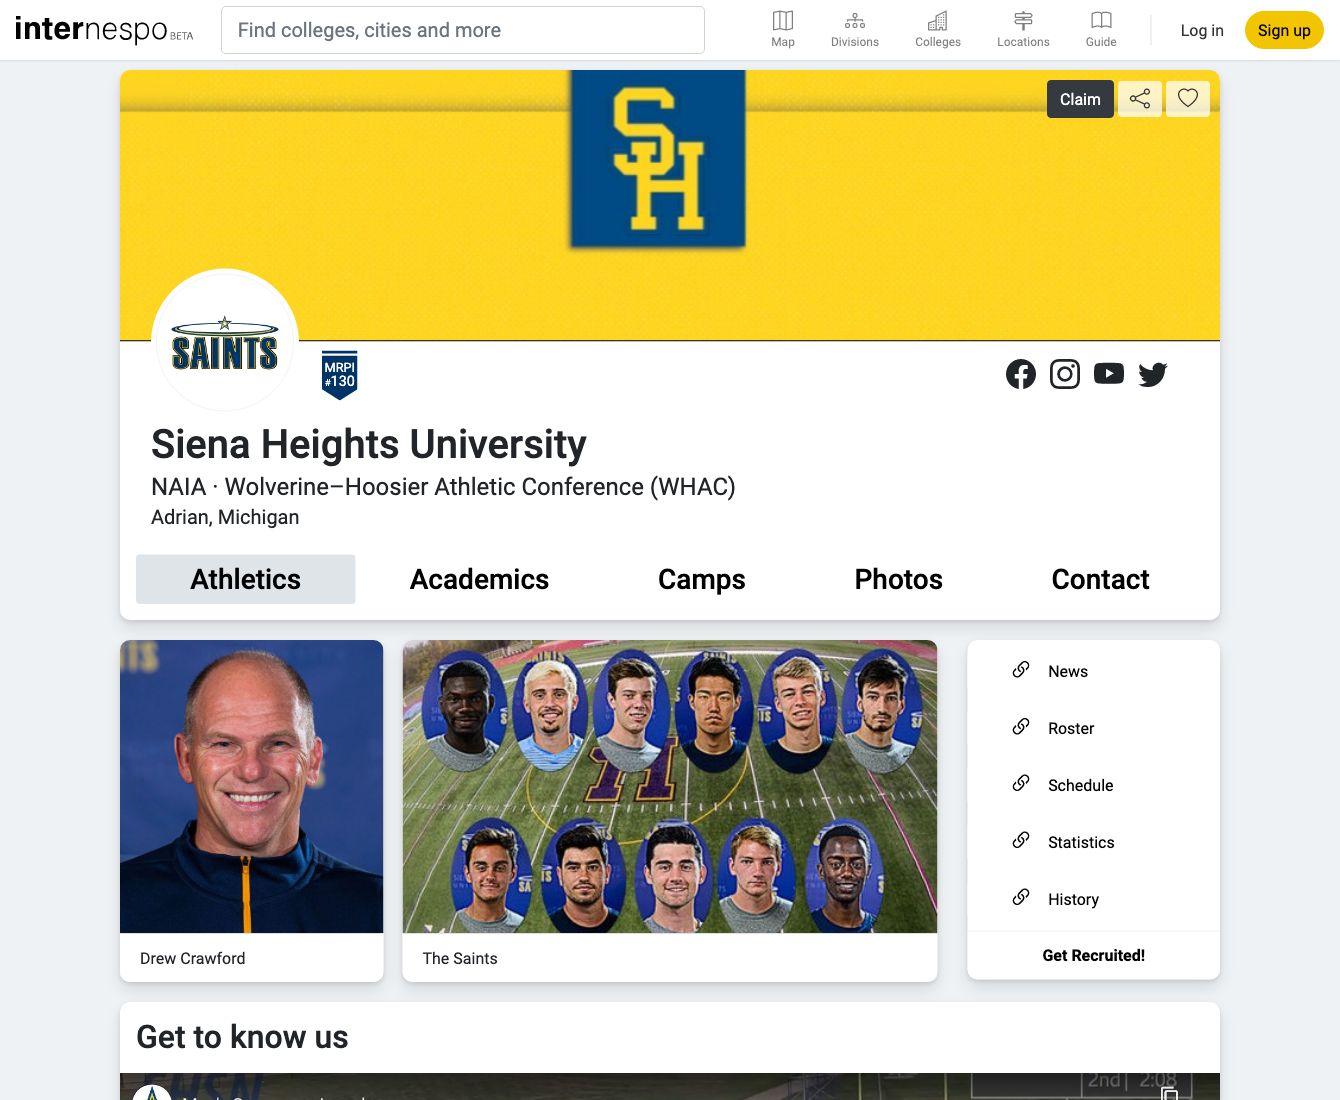 internespo BETA
Find colleges, cities and more
Map
Divisions
Colleges
Locations
Guide
Log in
Sign up
SH
Claim
SAINTS
MRPI
#130
Siena Heights University
NAIA · Wolverine–Hoosier Athletic Conference (WHAC)
Adrian, Michigan
Athletics
Academics
Camps
Photos
Contact
Drew Crawford
The Saints
News
Roster
Schedule
Statistics
History
Get Recruited!
Get to know us
2nd 2:08